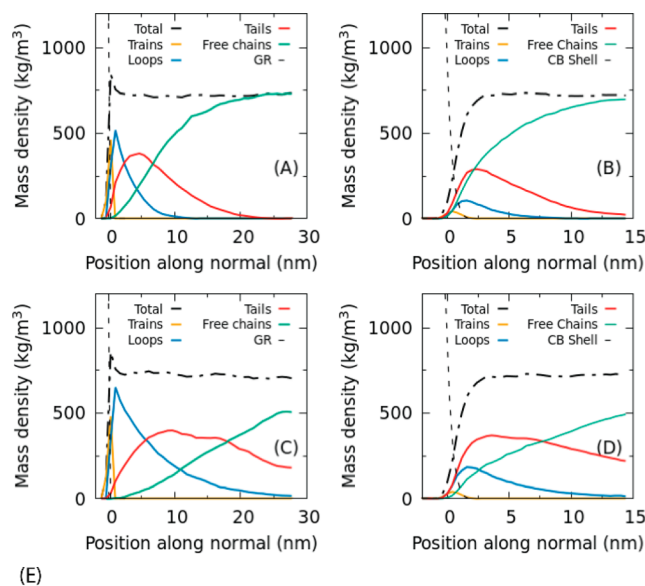 1200
1000
Total
Trains
Loops
Tails
Free chains
GR
Mass density (kg/m³)
500
0
(A)
0 10 20 30
Position along normal (nm)
1000
Total
Trains
Loops
Tails
Free Chains
CB Shell
Mass density (kg/m³)
500
0
(B)
0 5 10 15
Position along normal (nm)
1000
Total
Trains
Loops
Tails
Free chains
GR
Mass density (kg/m³)
500
0
(C)
0 10 20 30
Position along normal (nm)
1000
Total
Trains
Loops
Tails
Free Chains
CB Shell
Mass density (kg/m³)
500
0
(D)
0 5 10 15
Position along normal (nm)
(E)